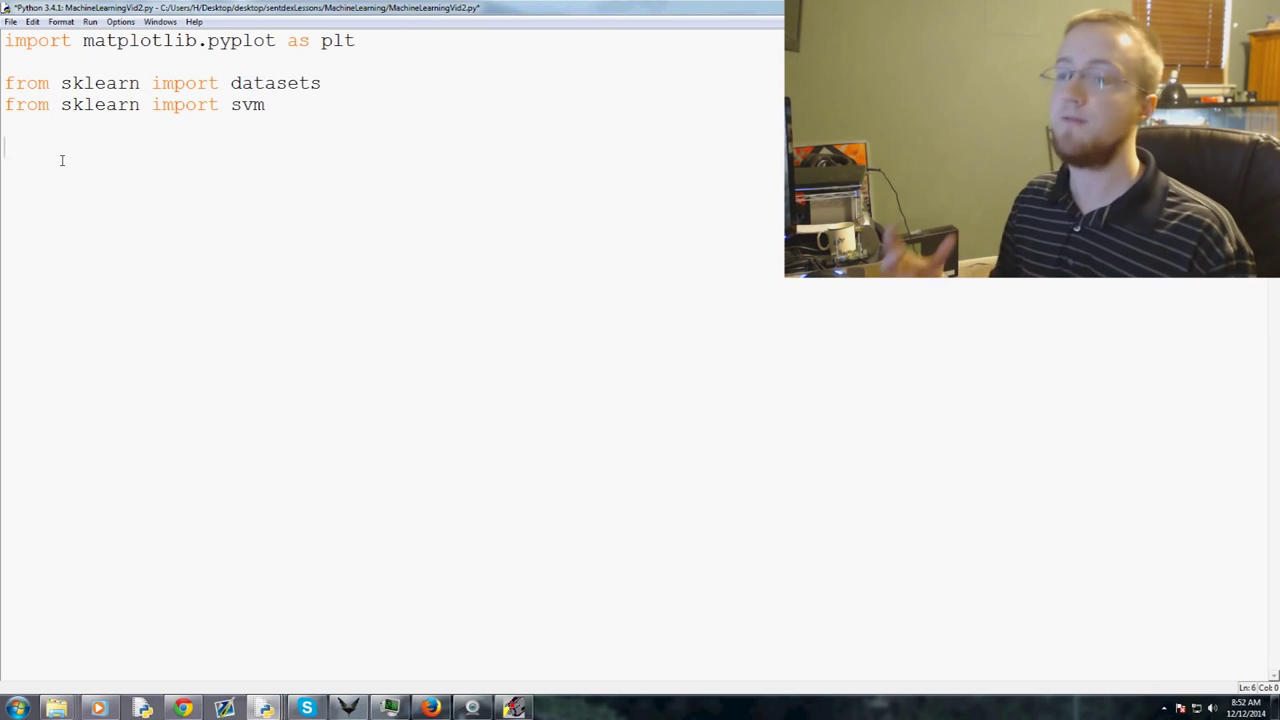 *Python 3.4.1: MachineLearningVid2.py - C:/Users/H/Desktop/desktop/sentdexLessons/MachineLearning/MachineLearningVid2.py*
File Edit Format Run Options Windows Help
import matplotlib.pyplot as plt
from sklearn import datasets
from sklearn import svm
Ln: 6 Col: 0
8:52 AM
12/12/2014